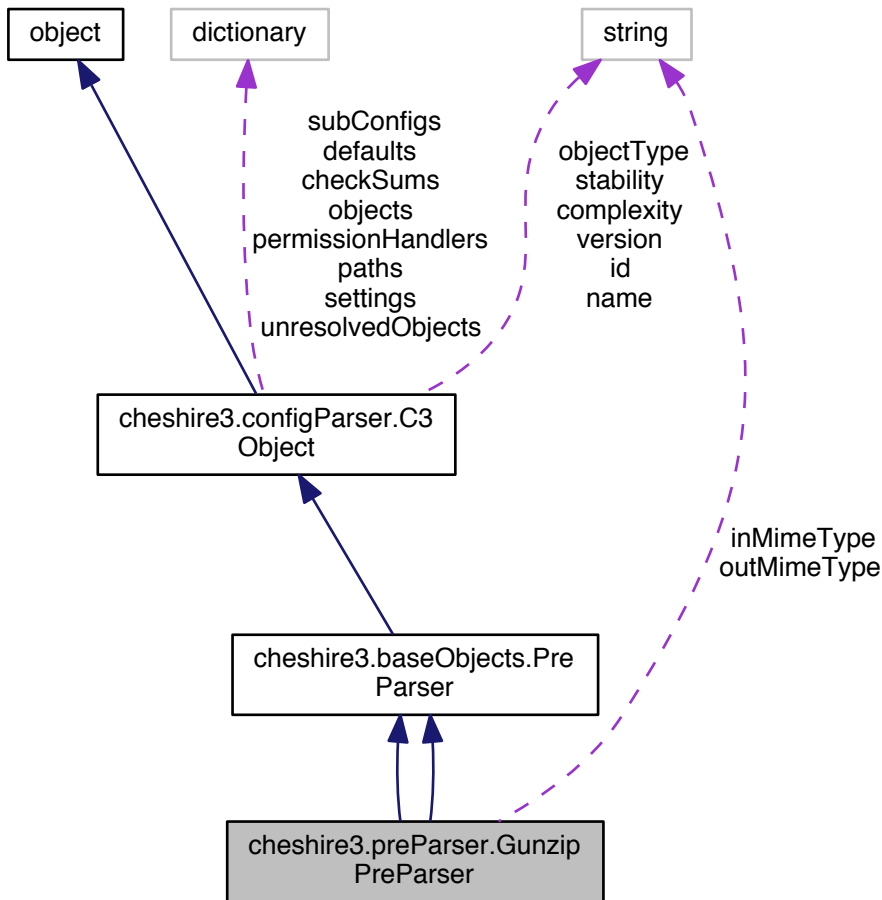 object
dictionary
string
subConfigs
defaults
checkSums
objects
permissionHandlers
paths
settings
unresolvedObjects
objectType
stability
complexity
version
id
name
cheshire3.configParser.C3
Object
inMimeType
outMimeType
cheshire3.baseObjects.Pre
Parser
cheshire3.preParser.Gunzip
PreParser